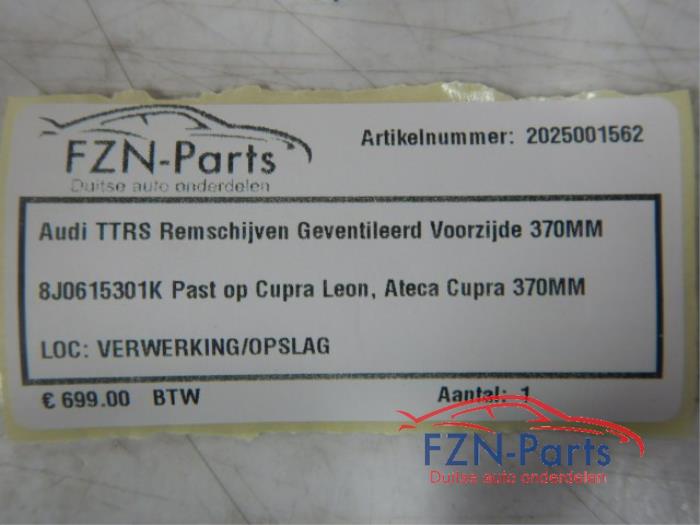 FZN-Parts
Duitse auto onderdelen
Artikelnummer: 2025001562
Audi TTRS Remschijven Geventileerd Voorzijde 370MM
8J0615301K Past op Cupra Leon, Ateca Cupra 370MM
LOC: VERWERKING/OPSLAG
€ 699.00 BTW
Aantal: 1
FZN-Parts
Duitse auto onderdelen